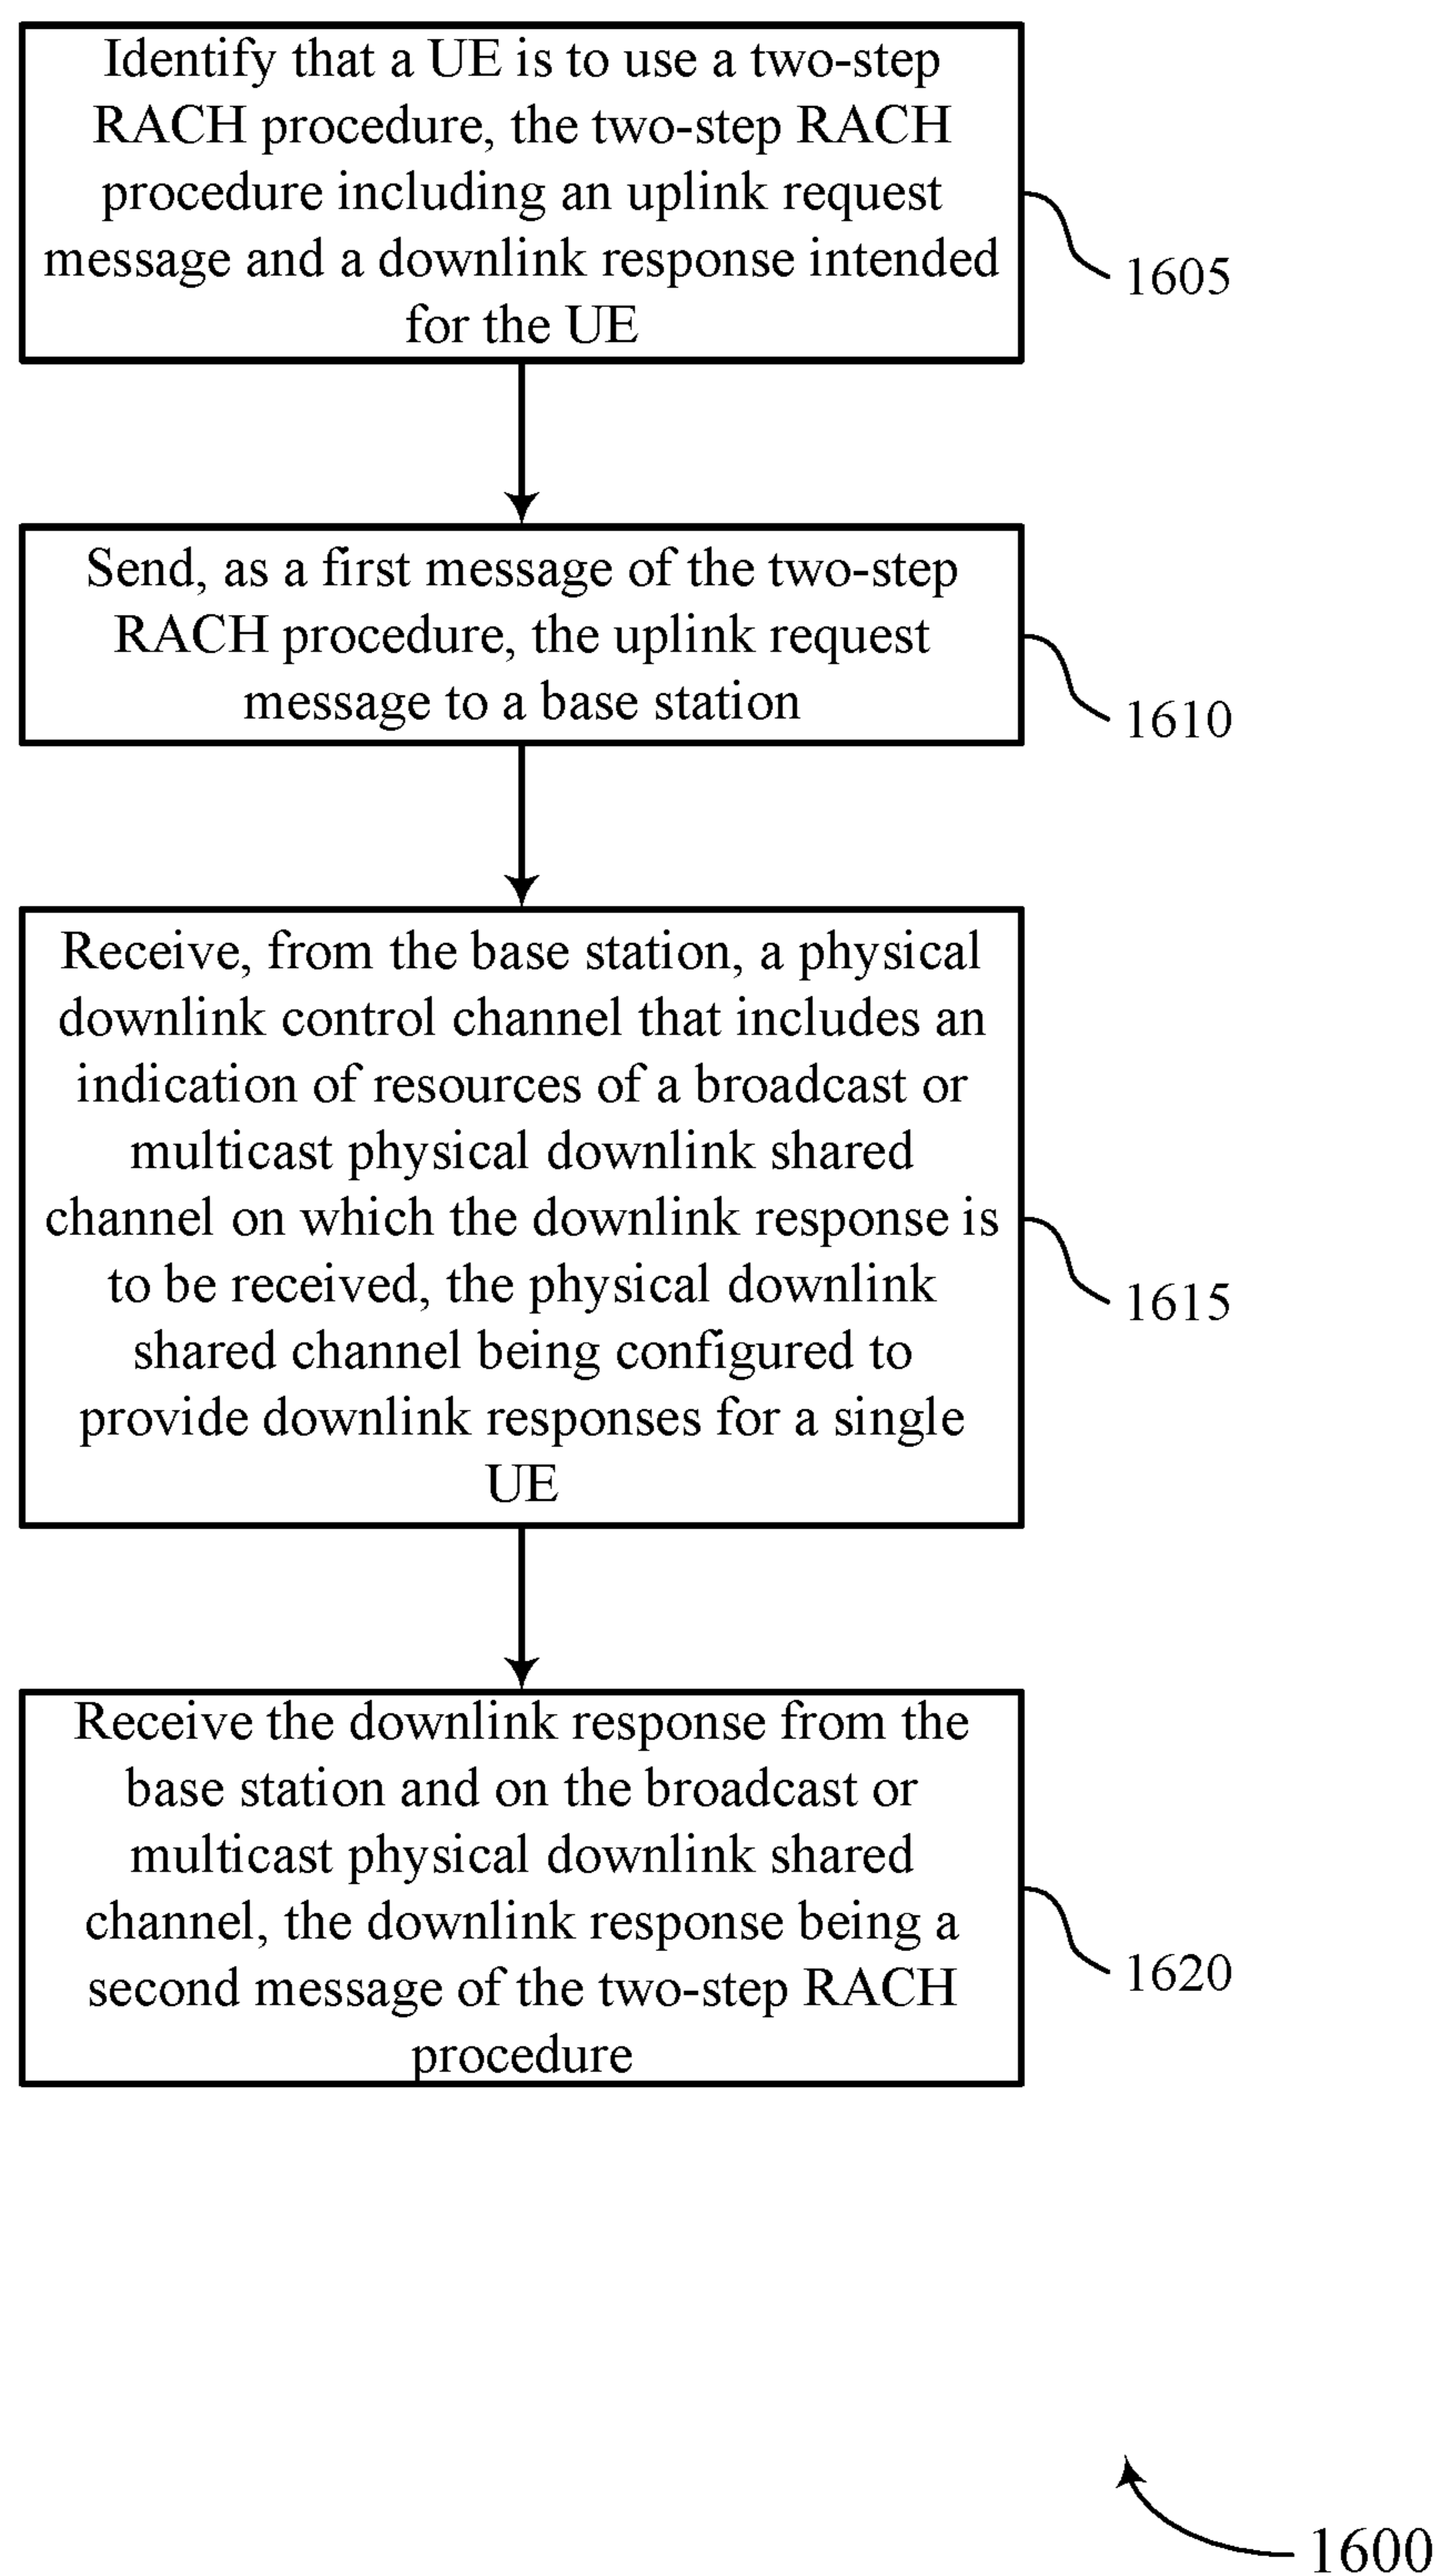 Identify that a UE is to use a two-step
RACH procedure, the two-step RACH
procedure including an uplink request
message and a downlink response intended
for the UE
1605
Send, as a first message of the two-step
RACH procedure, the uplink request
message to a base station
1610
Receive, from the base station, a physical
downlink control channel that includes an
indication of resources of a broadcast or
multicast physical downlink shared
channel on which the downlink response is
to be received, the physical downlink
shared channel being configured to
provide downlink responses for a single
UE
1615
Receive the downlink response from the
base station and on the broadcast or
multicast physical downlink shared
channel, the downlink response being a
second message of the two-step RACH
procedure
1620
1600